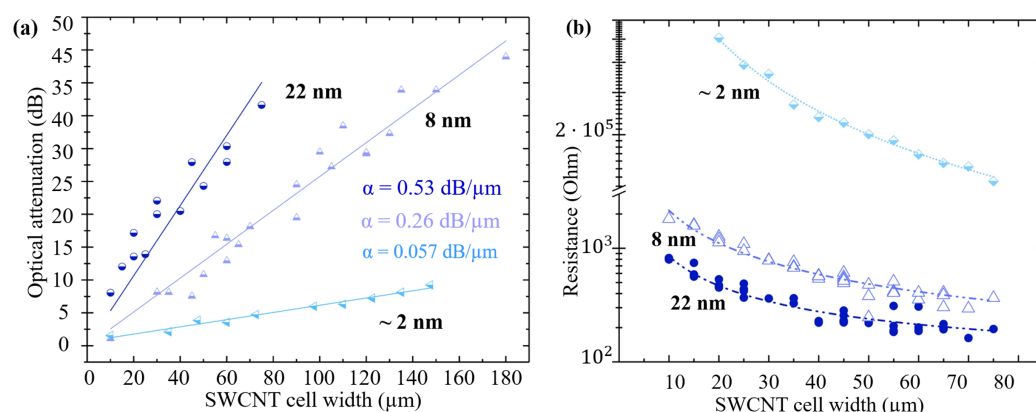 (a)
Optical attenuation (dB)
50
45
40
35
30
25
20
15
10
5
0
22 nm
8 nm
α = 0.53 dB/µm
α = 0.26 dB/µm
α = 0.057 dB/µm
~ 2 nm
0 20 40 60 80 100 120 140 160 180
SWCNT cell width (µm)
(b)
Resistance (Ohm)
2 · 10⁵
10³
10²
~ 2 nm
8 nm
22 nm
10 20 30 40 50 60 70 80
SWCNT cell width (µm)